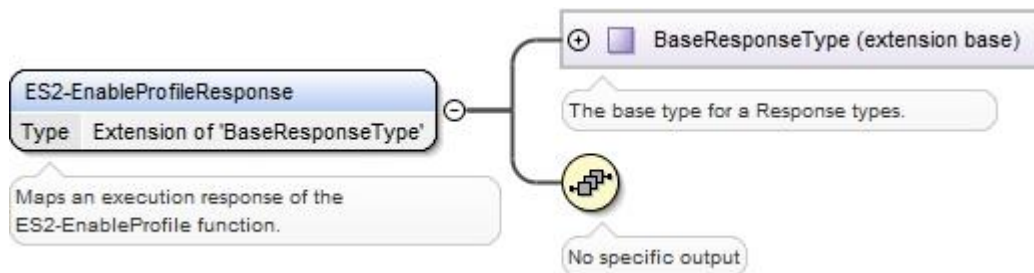 ES2-EnableProfileResponse
Type Extension of 'BaseResponseType'
Maps an execution response of the
ES2-EnableProfile function.
BaseResponseType (extension base)
The base type for a Response types.
No specific output